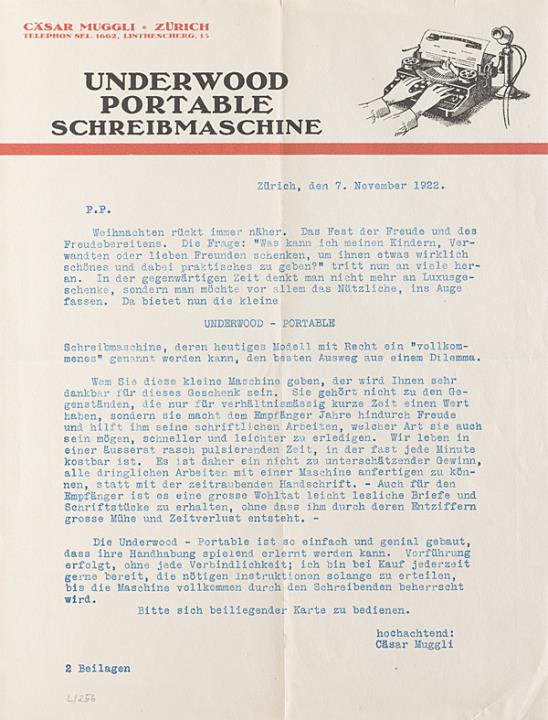 CÄSAR MUGGLI • ZÜRICH
TELEPHON SEL. 1662, LINTHESCHERG. 15
UNDERWOOD
PORTABLE
SCHREIBMASCHINE
Zürich, den 7. November 1922.
P.P.
Weihnachten rückt immer näher. Das Fest der Freude und des
Freudebereitens. Die Frage: "Was kann ich meinen Kindern, Ver-
wandten oder lieben Freunden schenken, um ihnen etwas wirklich
schönes und dabei praktisches zu geben?" tritt nun an viele her-
an. In der gegenwärtigen Zeit denkt man nicht mehr an Luxusge-
schenke, sondern man möchte vor allem das Nützliche, ins Auge
fassen. Da bietet nun die kleine
UNDERWOOD - PORTABLE
Schreibmaschine, deren heutiges Modell mit Recht ein "vollkom-
menes" genannt werden kann, den besten Ausweg aus einem Dilemma.
Wem Sie diese kleine Maschine geben, der wird Ihnen sehr
dankbar für dieses Geschenk sein. Sie gehört nicht zu den Ge-
genständen, die nur für verhältnismässig kurze Zeit einen Wert
haben, sondern sie macht dem Empfänger Jahre hindurch Freude
und hilft ihm seine schriftlichen Arbeiten, welcher Art sie auch
sein mögen, schneller und leichter zu erledigen. Wir leben in
einer äusserst rasch pulsierenden Zeit, in der fast jede Minute
kostbar ist. Es ist daher ein nicht zu unterschätzender Gewinn,
alle dringlichen Arbeiten mit einer Maschine anfertigen zu kön-
nen, statt mit der zeitraubenden Handschrift. - Auch für den
Empfänger ist es eine grosse Wohltat leicht lesliche Briefe und
Schriftstücke zu erhalten, ohne dass ihm durch deren Entziffern
grosse Mühe und Zeitverlust entsteht. -
Die Underwood - Portable ist so einfach und genial gebaut,
dass ihre Handhabung spielend erlernt werden kann. Vorführung
erfolgt, ohne jede Verbindlichkeit; ich bin bei Kauf jederzeit
gerne bereit, die nötigen Instruktionen solange zu erteilen,
bis die Maschine vollkommen durch den Schreibenden beherrscht
wird.
Bitte sich beiliegender Karte zu bedienen.
hochachtend:
Cäsar Muggli
2 Beilagen
L/256